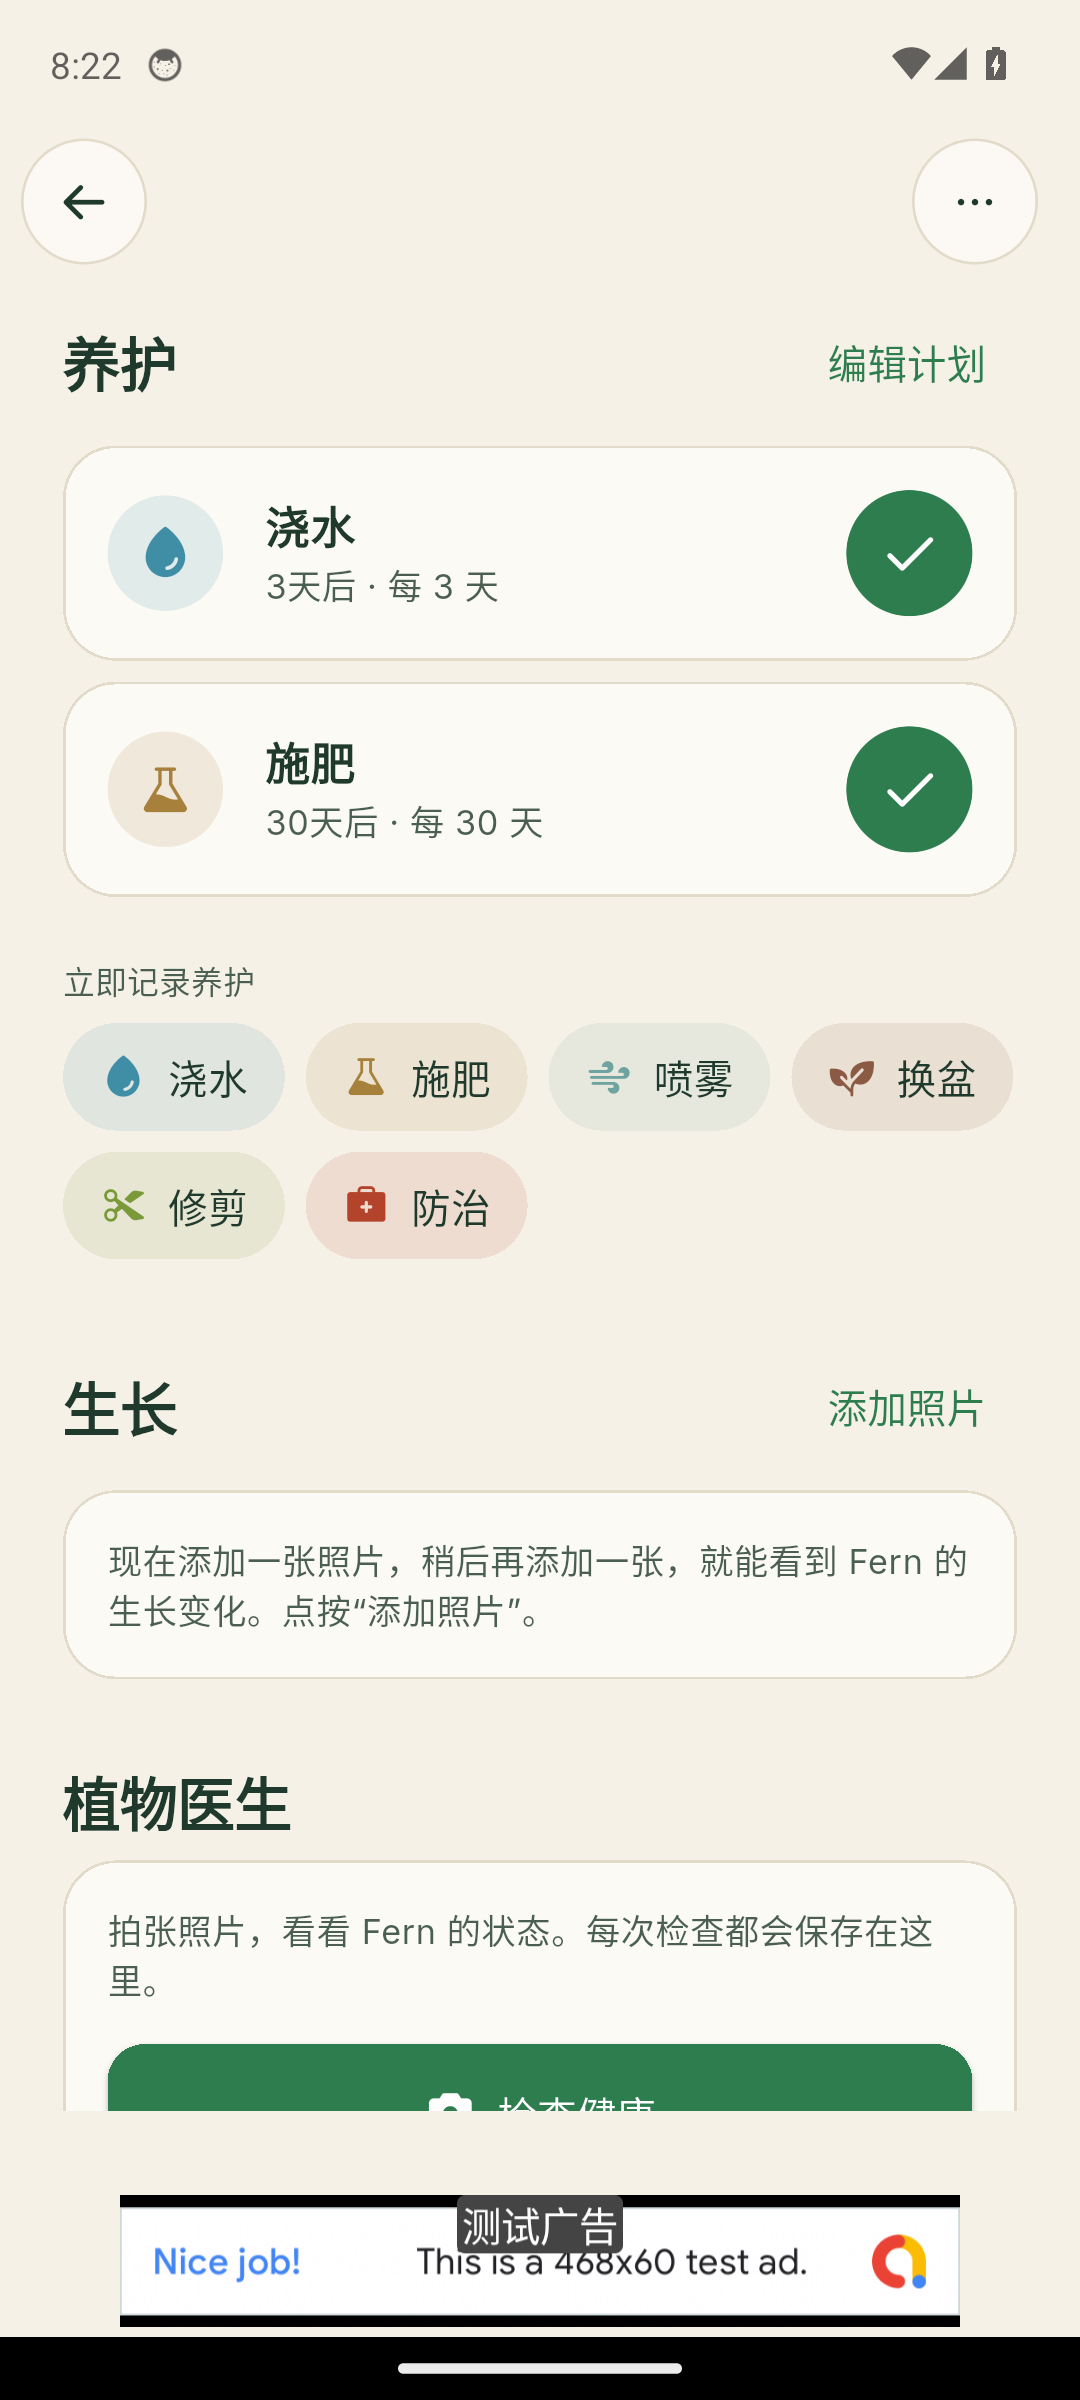 8:22
养护
编辑计划
浇水
3天后 · 每 3 天
施肥
30天后 · 每 30 天
立即记录养护
浇水
施肥
喷雾
换盆
修剪
防治
生长
添加照片
现在添加一张照片，稍后再添加一张，就能看到 Fern 的
生长变化。点按“添加照片”。
植物医生
拍张照片，看看 Fern 的状态。每次检查都会保存在这
里。
检查健康
测试广告
Nice job!
This is a 468x60 test ad.